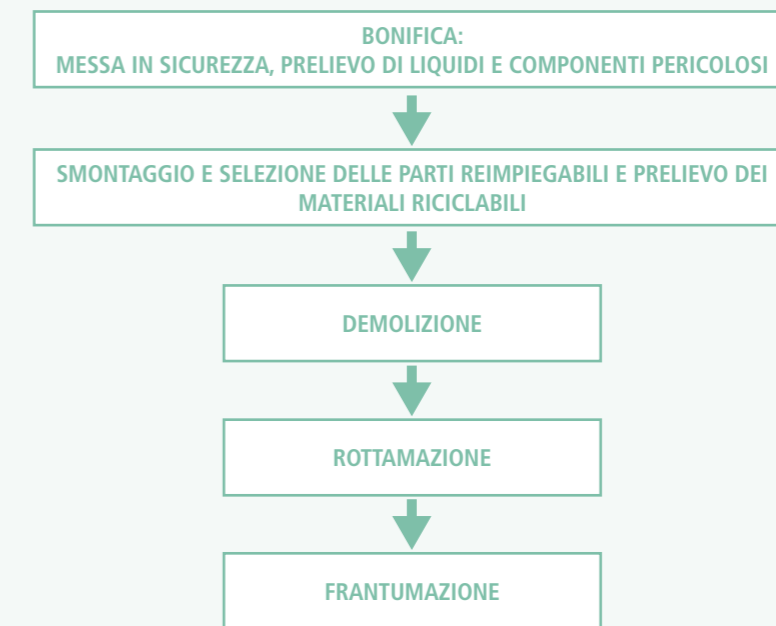 BONIFICA:
MESSA IN SICUREZZA, PRELIEVO DI LIQUIDI E COMPONENTI PERICOLOSI
SMONTAGGIO E SELEZIONE DELLE PARTI REIMPIEGABILI E PRELIEVO DEI
MATERIALI RICICLABILI
DEMOLIZIONE
ROTTAMAZIONE
FRANTUMAZIONE